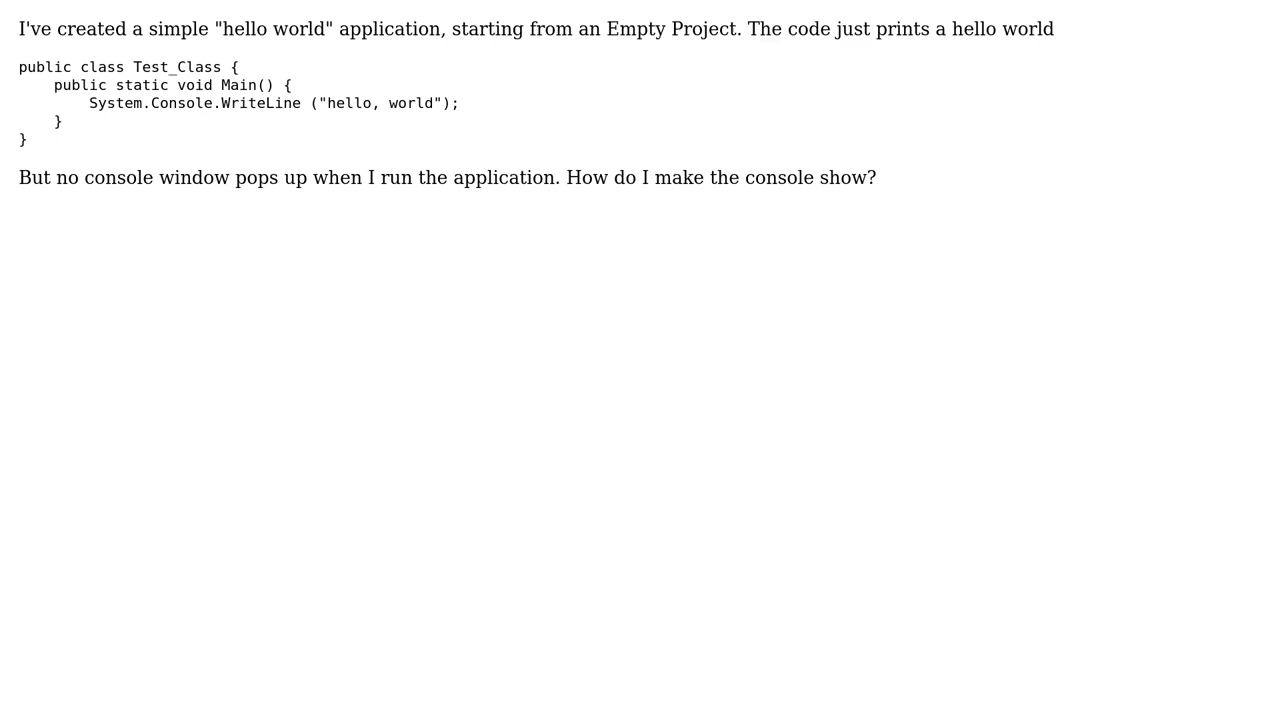 I've created a simple "hello world" application, starting from an Empty Project. The code just prints a hello world
public class Test_Class {
    public static void Main() {
        System.Console.WriteLine ("hello, world");
    }
}
But no console window pops up when I run the application. How do I make the console show?